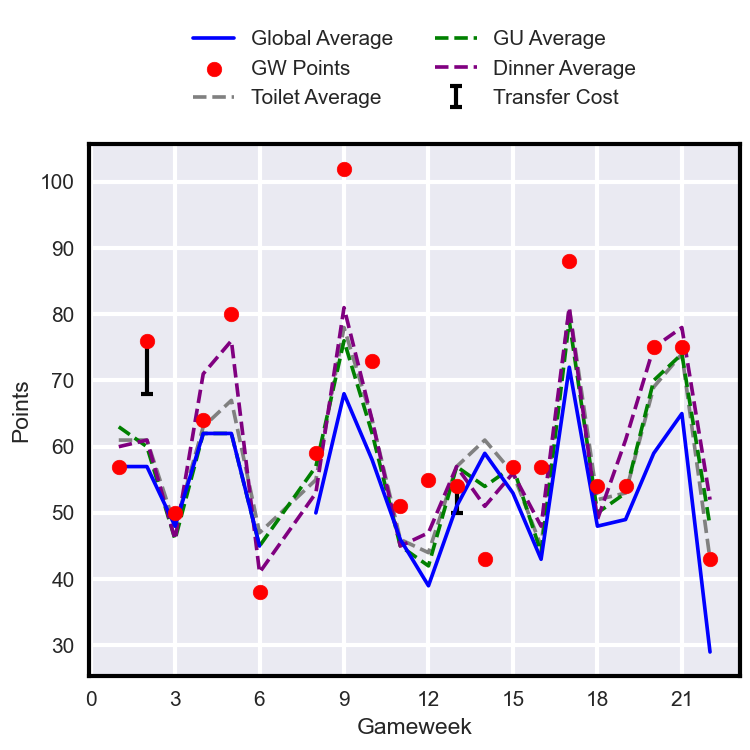 Global Average
GW Points
Toilet Average
GU Average
Dinner Average
Transfer Cost
Points
100
90
80
70
60
50
40
30
0 3 6 9 12 15 18 21
Gameweek